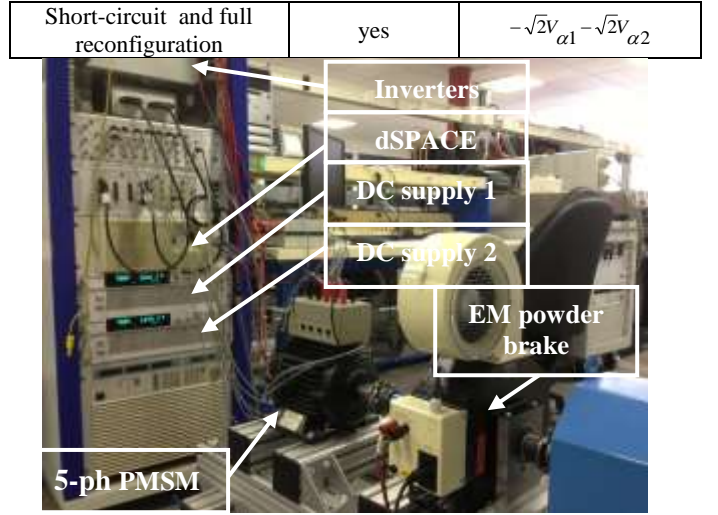 Short-circuit and full reconfiguration
yes
−√2V_α1 −√2V_α2
Inverters
dSPACE
DC supply 1
DC supply 2
EM powder brake
5-ph PMSM